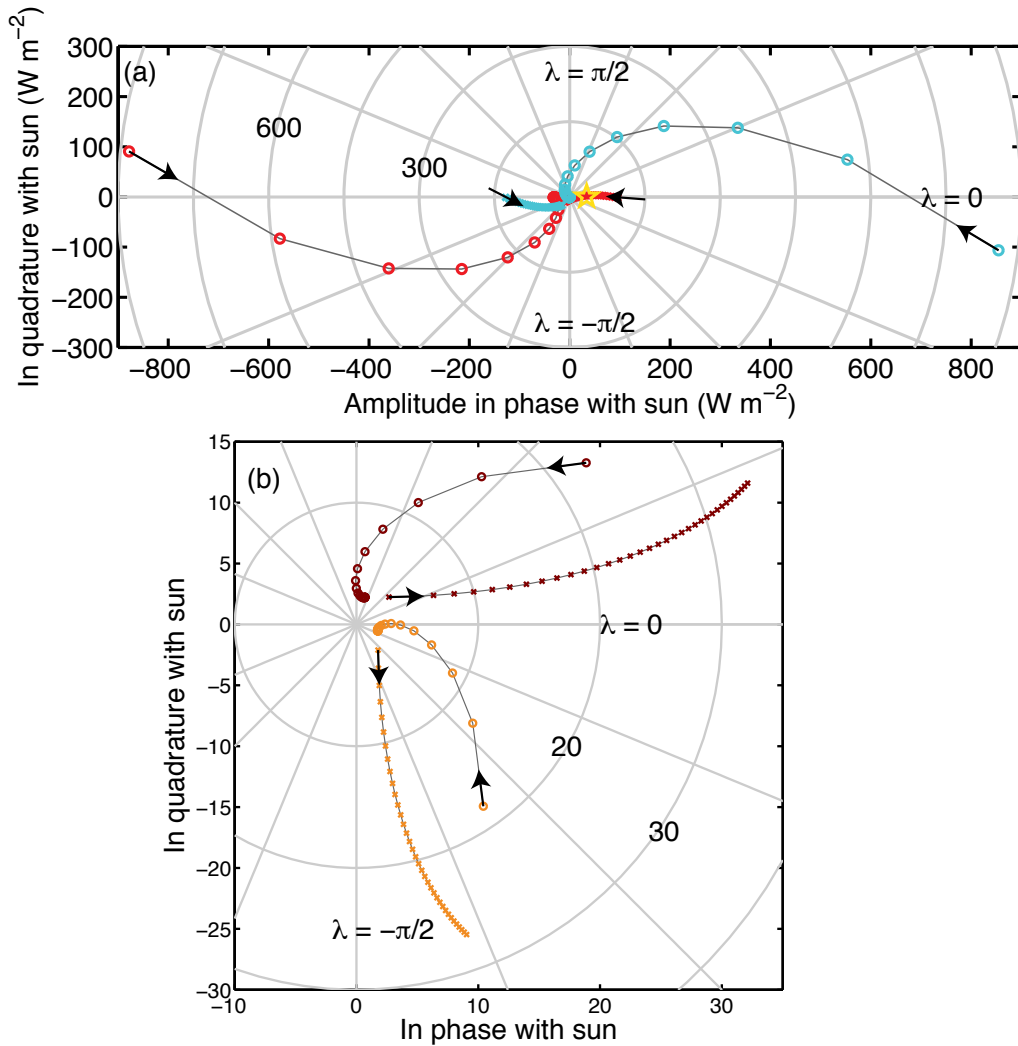 (a)
In quadrature with sun (W m⁻²)
300
200
100
0
−100
−200
−300
λ = π/2
600
300
λ = 0
λ = −π/2
−800 −600 −400 −200 0 200 400 600 800
Amplitude in phase with sun (W m⁻²)
(b)
In quadrature with sun
15
10
5
0
−5
−10
−15
−20
−25
−30
λ = 0
20
30
λ = −π/2
−10 0 10 20 30
In phase with sun